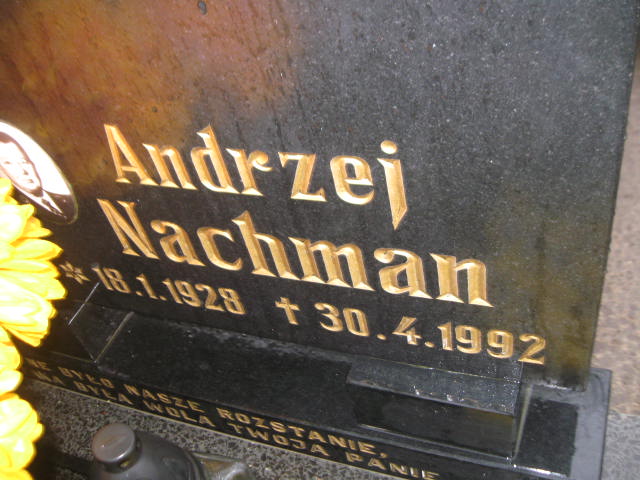 Andrzej
Nachman
* 18.1.1928 † 30.4.1992
BYŁO NASZE ROZSTANIE,
BYŁA WOLA TWOJA PANIE